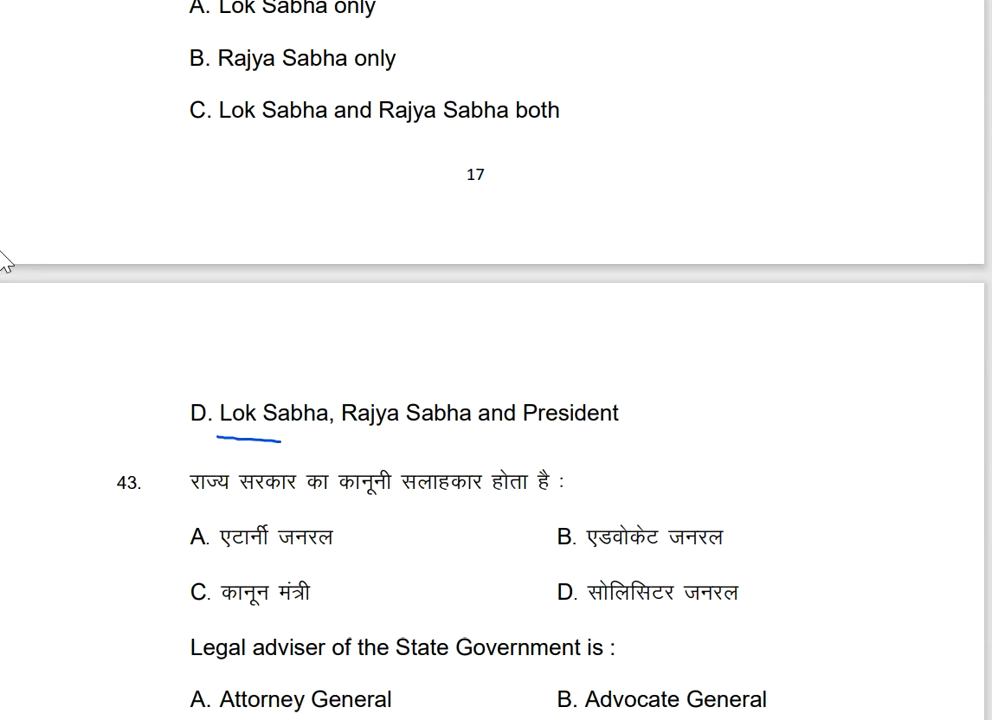 A. Lok Sabha only
B. Rajya Sabha only
C. Lok Sabha and Rajya Sabha both
17
D. Lok Sabha, Rajya Sabha and President
43. राज्य सरकार का कानूनी सलाहकार होता है :
A. एटार्नी जनरल B. एडवोकेट जनरल
C. कानून मंत्री D. सोलिसिटर जनरल
Legal adviser of the State Government is :
A. Attorney General B. Advocate General